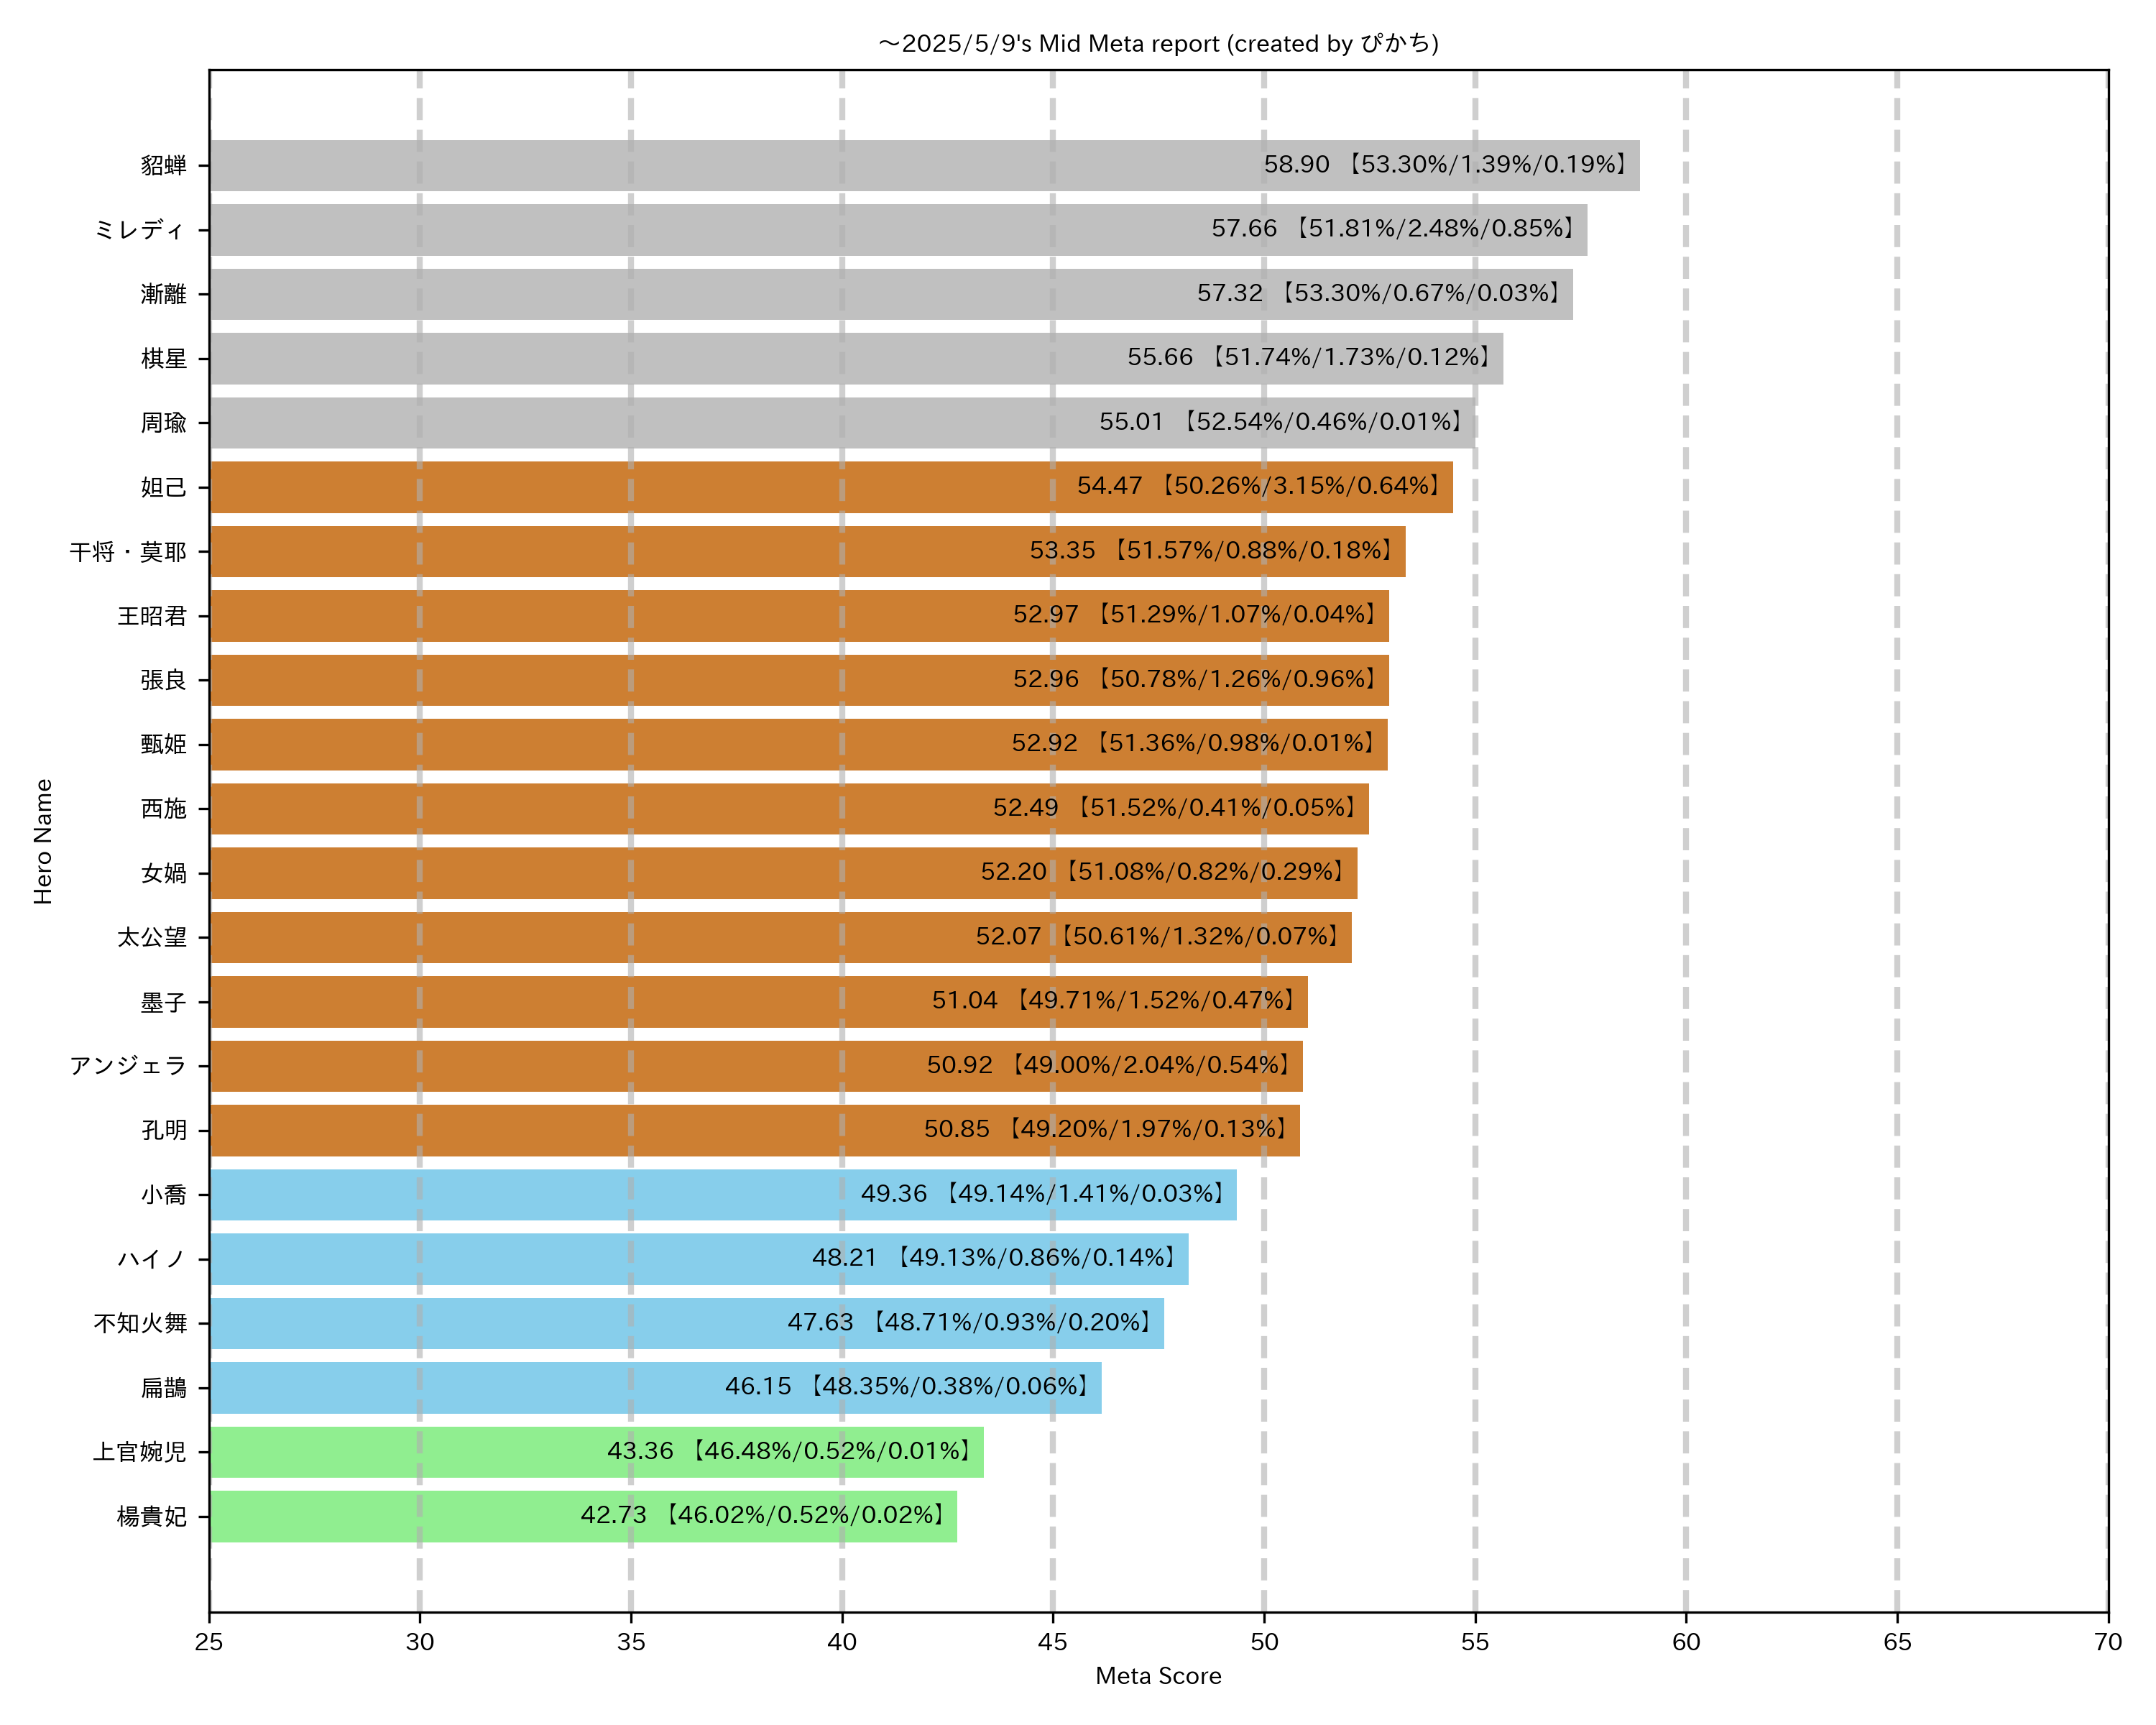 ～2025/5/9's Mid Meta report (created by ぴかち)
貂蝉 58.90 【53.30%/1.39%/0.19%】
ミレディ 57.66 【51.81%/2.48%/0.85%】
漸離 57.32 【53.30%/0.67%/0.03%】
棋星 55.66 【51.74%/1.73%/0.12%】
周瑜 55.01 【52.54%/0.46%/0.01%】
妲己 54.47 【50.26%/3.15%/0.64%】
干将・莫耶 53.35 【51.57%/0.88%/0.18%】
王昭君 52.97 【51.29%/1.07%/0.04%】
張良 52.96 【50.78%/1.26%/0.96%】
甄姫 52.92 【51.36%/0.98%/0.01%】
西施 52.49 【51.52%/0.41%/0.05%】
女媧 52.20 【51.08%/0.82%/0.29%】
太公望 52.07 【50.61%/1.32%/0.07%】
墨子 51.04 【49.71%/1.52%/0.47%】
アンジェラ 50.92 【49.00%/2.04%/0.54%】
孔明 50.85 【49.20%/1.97%/0.13%】
小喬 49.36 【49.14%/1.41%/0.03%】
ハイノ 48.21 【49.13%/0.86%/0.14%】
不知火舞 47.63 【48.71%/0.93%/0.20%】
扁鵲 46.15 【48.35%/0.38%/0.06%】
上官婉児 43.36 【46.48%/0.52%/0.01%】
楊貴妃 42.73 【46.02%/0.52%/0.02%】
Hero Name
25 30 35 40 45 50 55 60 65 70
Meta Score